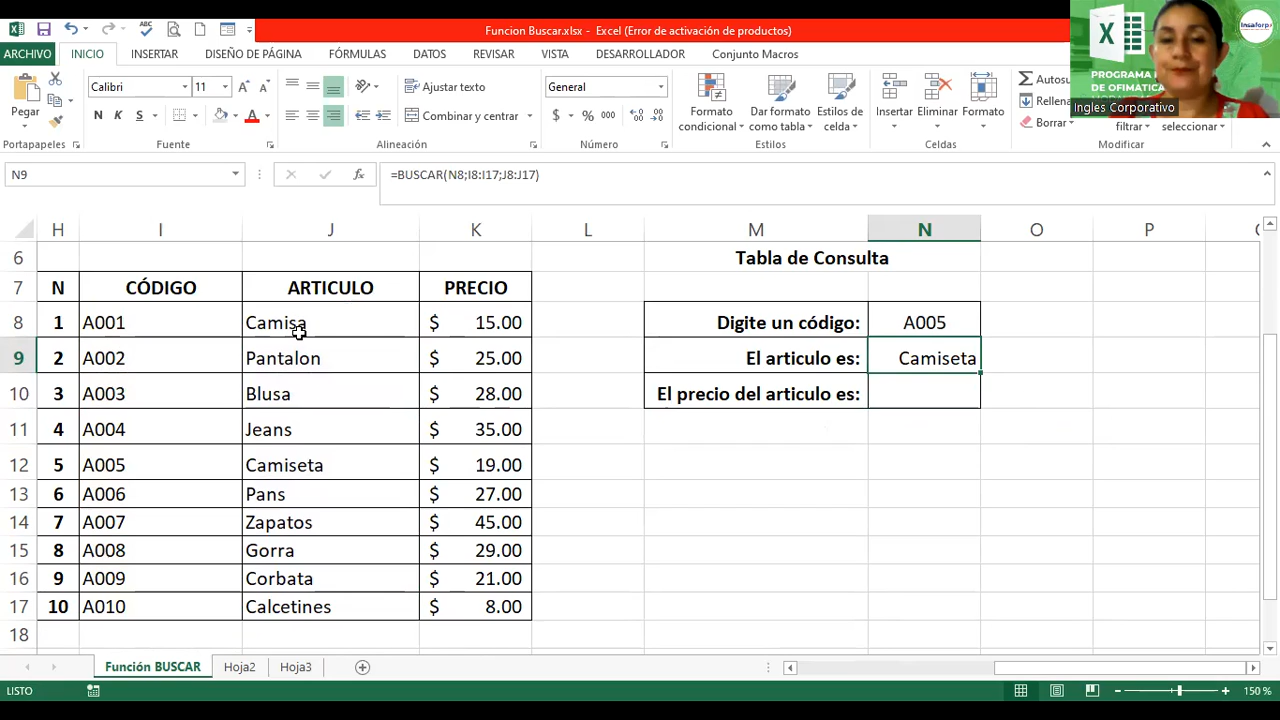 Funcion Buscar.xlsx - Excel (Error de activación de productos)
ARCHIVO INICIO INSERTAR DISEÑO DE PÁGINA FÓRMULAS DATOS REVISAR VISTA DESARROLLADOR Conjunto Macros
PROGRAMA
DE OFIMÁTICA
Ingles Corporativo
Insaforp
Calibri 11 Ajustar texto General
Pegar
N K S Combinar y centrar $ % 000
Formato condicional Dar formato como tabla Estilos de celda
Insertar Eliminar Formato
Borrar
filtrar seleccionar
Portapapeles Fuente Alineación Número Estilos Celdas Modificar
N9 =BUSCAR(N8;I8:I17;J8:J17)
H I J K L M N O P
6 Tabla de Consulta
7 N CÓDIGO ARTICULO PRECIO
8 1 A001 Camisa $ 15.00 Digite un código: A005
9 2 A002 Pantalon $ 25.00 El articulo es: Camiseta
10 3 A003 Blusa $ 28.00 El precio del articulo es:
11 4 A004 Jeans $ 35.00
12 5 A005 Camiseta $ 19.00
13 6 A006 Pans $ 27.00
14 7 A007 Zapatos $ 45.00
15 8 A008 Gorra $ 29.00
16 9 A009 Corbata $ 21.00
17 10 A010 Calcetines $ 8.00
18
Función BUSCAR Hoja2 Hoja3
LISTO 150 %